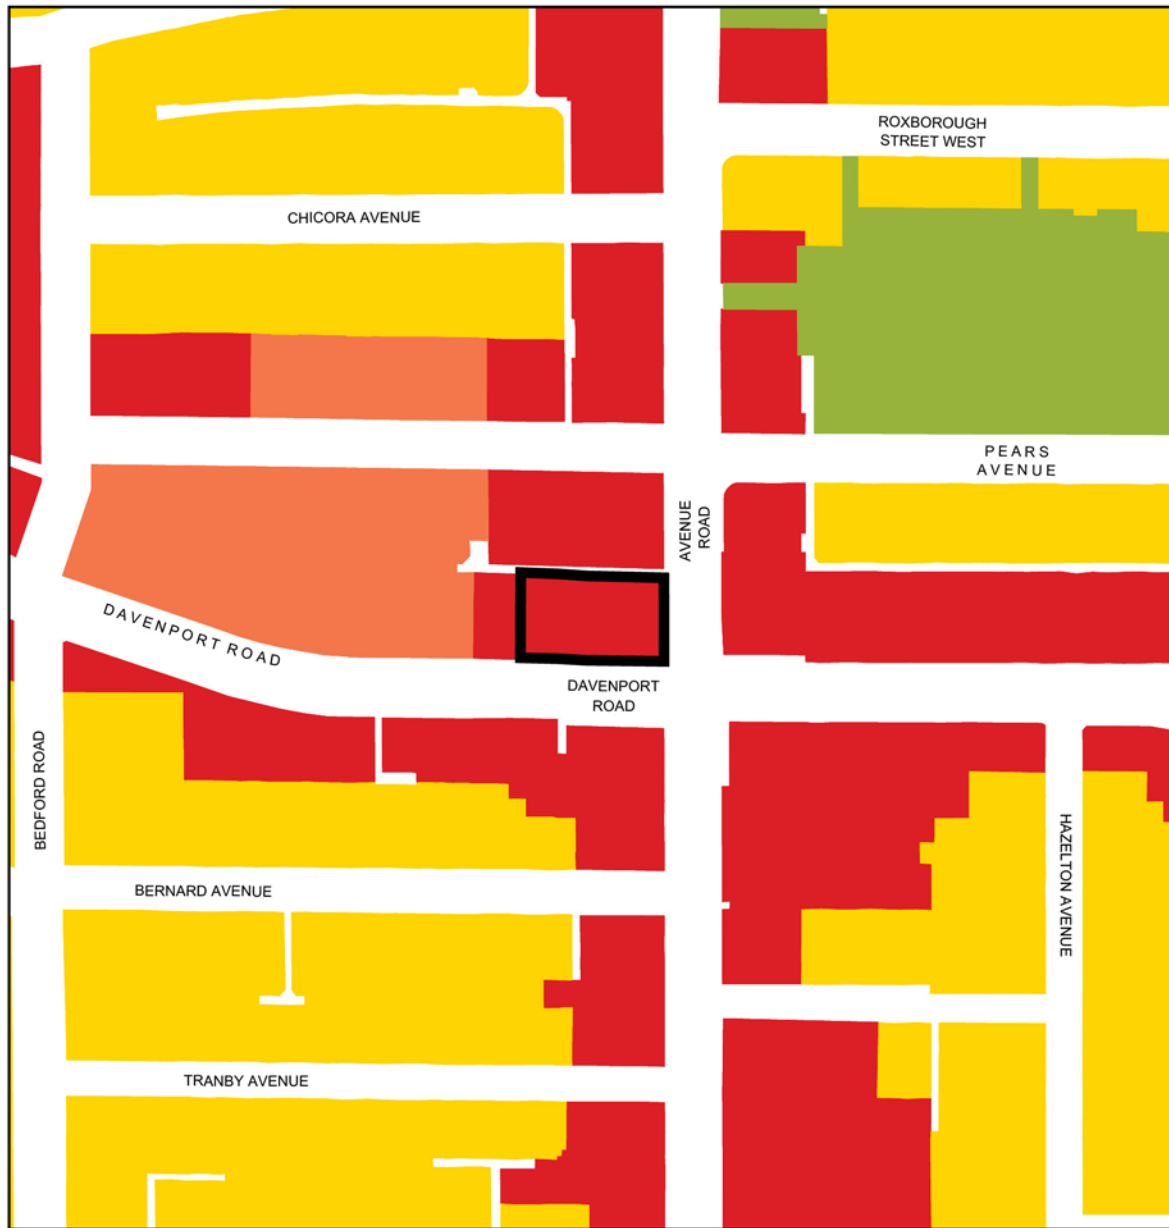 ROXBOROUGH
STREET WEST
CHICORA AVENUE
PEARS
AVENUE
AVENUE
ROAD
DAVENPORT ROAD
DAVENPORT
ROAD
BEDFORD ROAD
HAZELTON AVENUE
BERNARD AVENUE
TRANBY AVENUE